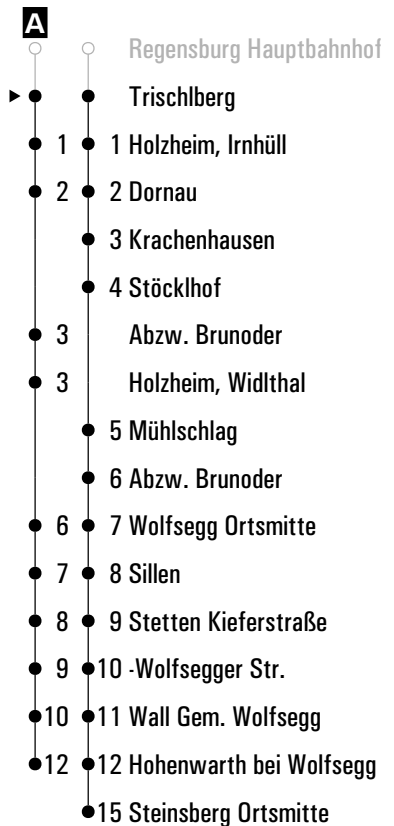 A
Regensburg Hauptbahnhof
Trischlberg
1 1 Holzheim, Irnhüll
2 2 Dornau
3 Krachenhausen
4 Stöcklhof
3 Abzw. Brunoder
3 Holzheim, Widlthal
5 Mühlschlag
6 Abzw. Brunoder
6 7 Wolfsegg Ortsmitte
7 8 Sillen
8 9 Stetten Kieferstraße
9 10 -Wolfsegger Str.
10 11 Wall Gem. Wolfsegg
12 12 Hohenwarth bei Wolfsegg
15 Steinsberg Ortsmitte